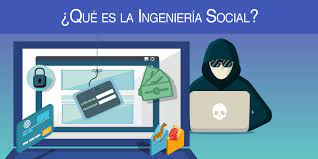 ¿Qué es la Ingeniería Social?